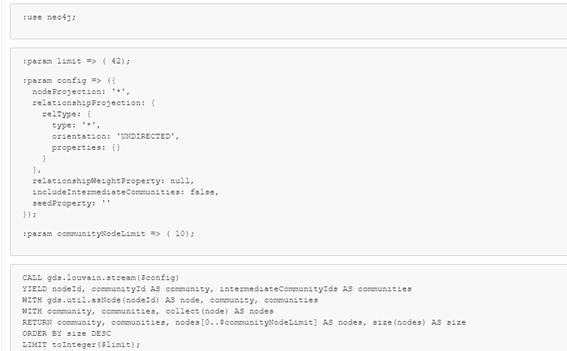 :use neo4j;
:param limit => ( 42);
:param config => ({
nodeProjection: '*',
relationshipProjection: {
relType: {
type: '*',
orientation: 'UNDIRECTED',
properties: {}
}
},
relationshipWeightProperty: null,
includeIntermediateCommunities: false,
seedProperty: ''
});
:param communityNodeLimit => ( 10);
CALL gds.louvain.stream($config)
YIELD nodeId, communityId AS community, intermediateCommunityIds AS communities
WITH gds.util.asNode(nodeId) AS node, community, communities
WITH community, communities, collect(node) AS nodes
RETURN community, communities, nodes[0..$communityNodeLimit] AS nodes, size(nodes) AS size
ORDER BY size DESC
LIMIT toInteger($limit);